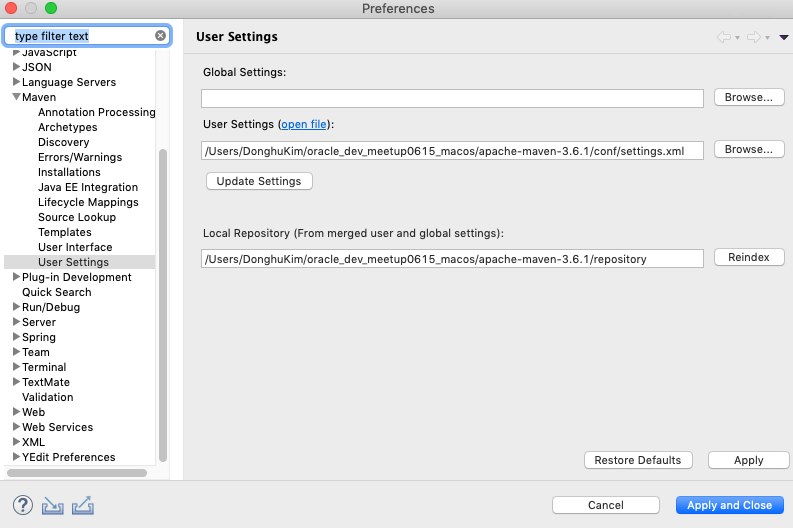 Preferences
type filter text
JavaScript
JSON
Language Servers
Maven
Annotation Processing
Archetypes
Discovery
Errors/Warnings
Installations
Java EE Integration
Lifecycle Mappings
Source Lookup
Templates
User Interface
User Settings
Plug-in Development
Quick Search
Run/Debug
Server
Spring
Team
Terminal
TextMate
Validation
Web
Web Services
XML
YEdit Preferences
User Settings
Global Settings:
Browse...
User Settings (open file):
/Users/DonghuKim/oracle_dev_meetup0615_macos/apache-maven-3.6.1/conf/settings.xml
Browse...
Update Settings
Local Repository (From merged user and global settings):
/Users/DonghuKim/oracle_dev_meetup0615_macos/apache-maven-3.6.1/repository
Reindex
Restore Defaults
Apply
?
Cancel
Apply and Close